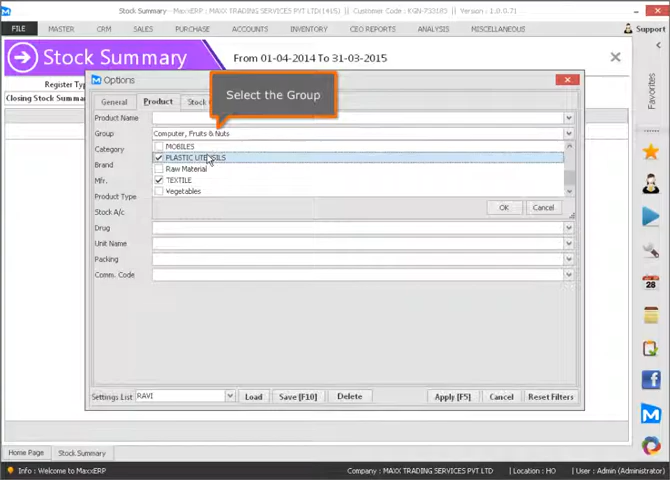 Stock Summary - MaxxERP - MAXX TRADING SERVICES PVT LTD(1415) || Customer Code : KGN-7331R3 || Version : 1.0.0.71
FILE MASTER CRM SALES PURCHASE ACCOUNTS INVENTORY CEO REPORTS ANALYSIS MISCELLANEOUS Support
Stock Summary From 01-04-2014 To 31-03-2015
Favorites
Register Typ
Closing Stock Summar
Options
Select the Group
General Product Stock
Product Name
Group Computer, Fruits & Nuts
Category MOBILES
PLASTIC UTENSILS
Brand Raw Material
Mfr. TEXTILE
Product Type Vegetables
Stock A/c OK Cancel
Drug
Unit Name
Packing
Comm. Code
28
Settings List RAVI Load Save [F10] Delete Apply [F5] Cancel Reset Filters
Home Page Stock Summary
Info : Welcome to MaxxERP Company : MAXX TRADING SERVICES PVT LTD | Location : HO | User : Admin (Administrator)